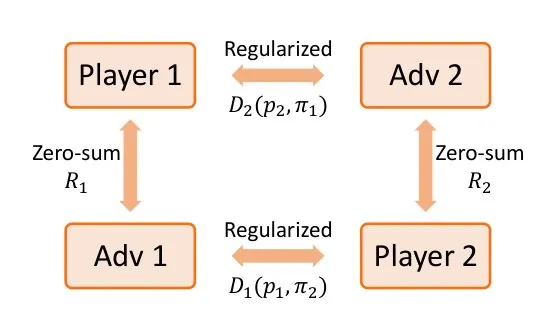 Regularized
Player 1
Adv 2
D₂(p₂, π₁)
Zero-sum
R₁
Zero-sum
R₂
Regularized
Adv 1
Player 2
D₁(p₁, π₂)